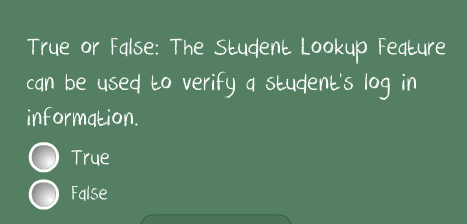 True or False: The Student Lookup Feature
can be used to verify a student's log in
information.
True
False